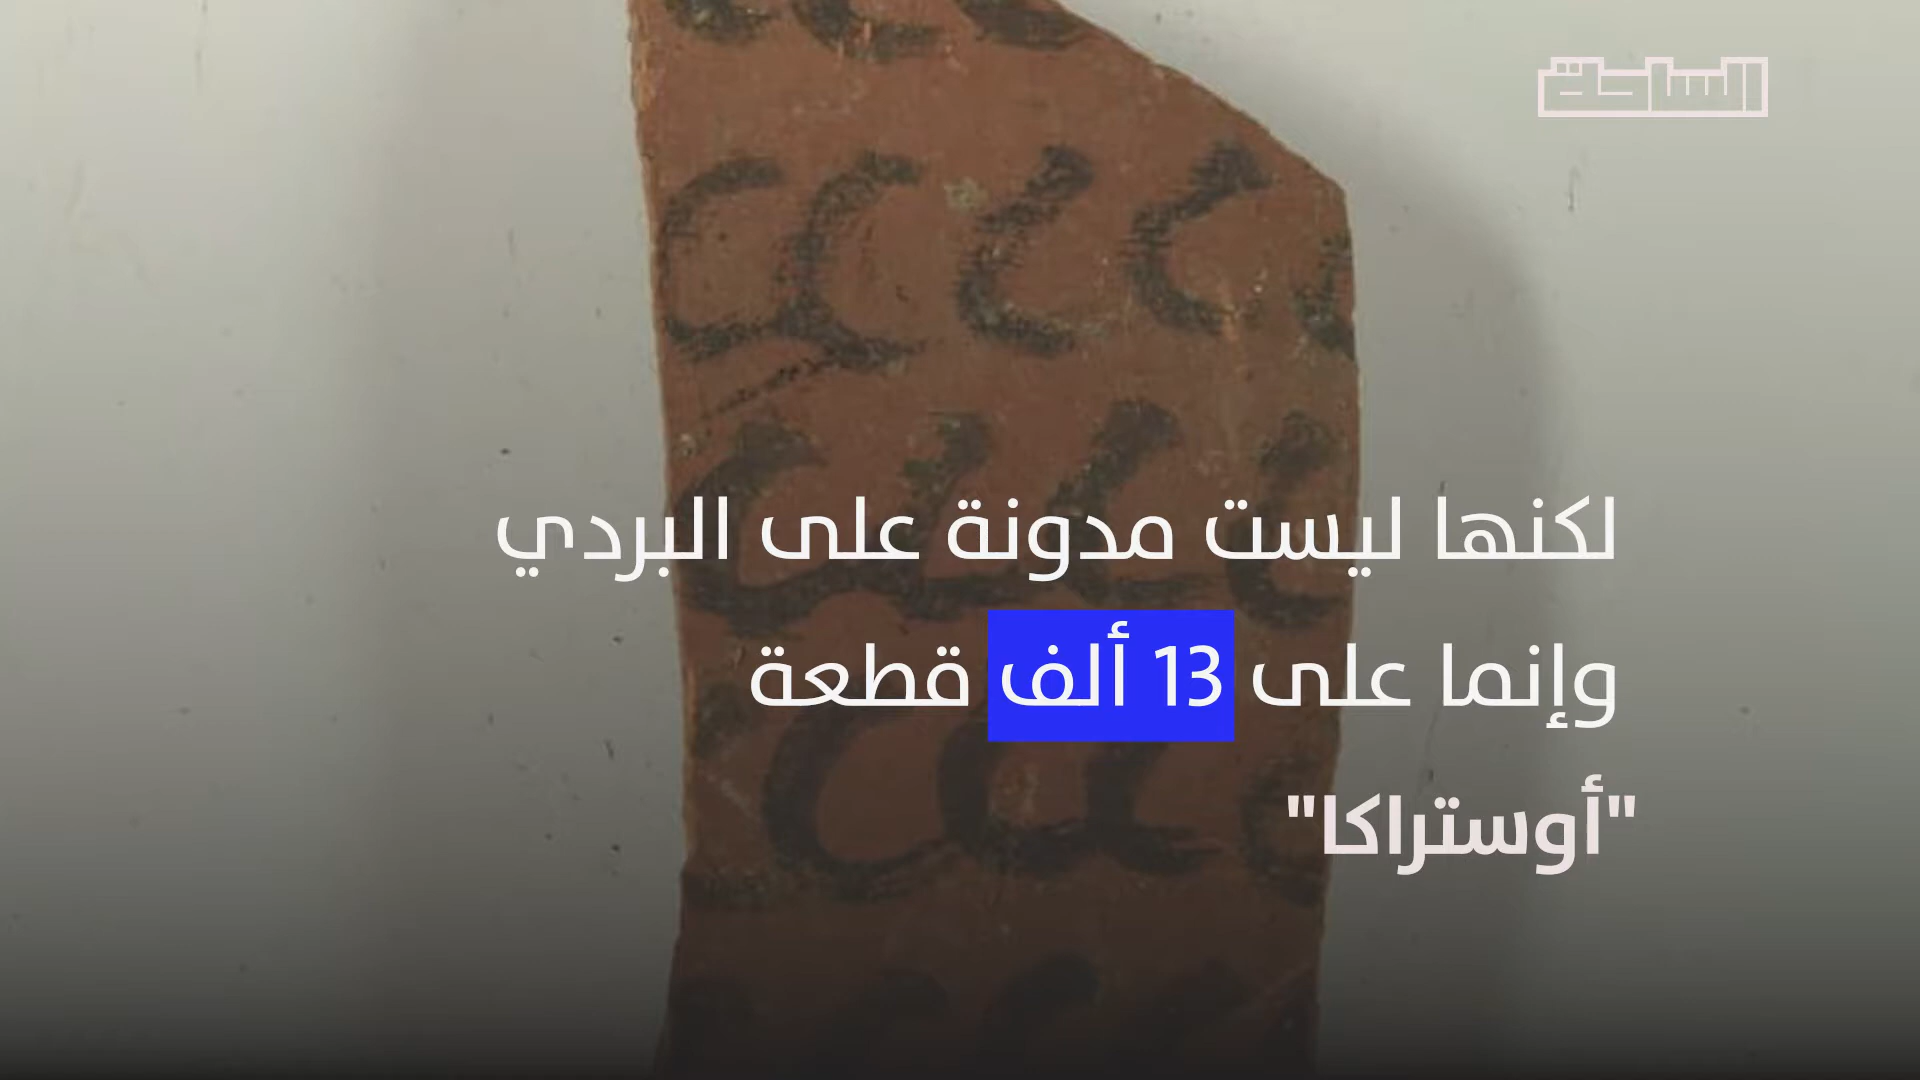 الساحة
لكنها ليست مدونة على البردي
وإنما على 13 ألف قطعة
"أوستراكا"